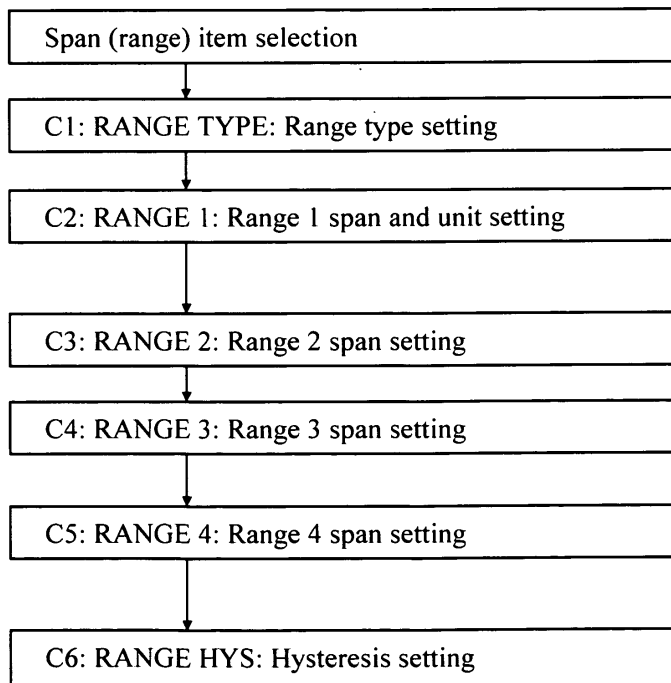 Span (range) item selection
C1: RANGE TYPE: Range type setting
C2: RANGE 1: Range 1 span and unit setting
C3: RANGE 2: Range 2 span setting
C4: RANGE 3: Range 3 span setting
C5: RANGE 4: Range 4 span setting
C6: RANGE HYS: Hysteresis setting